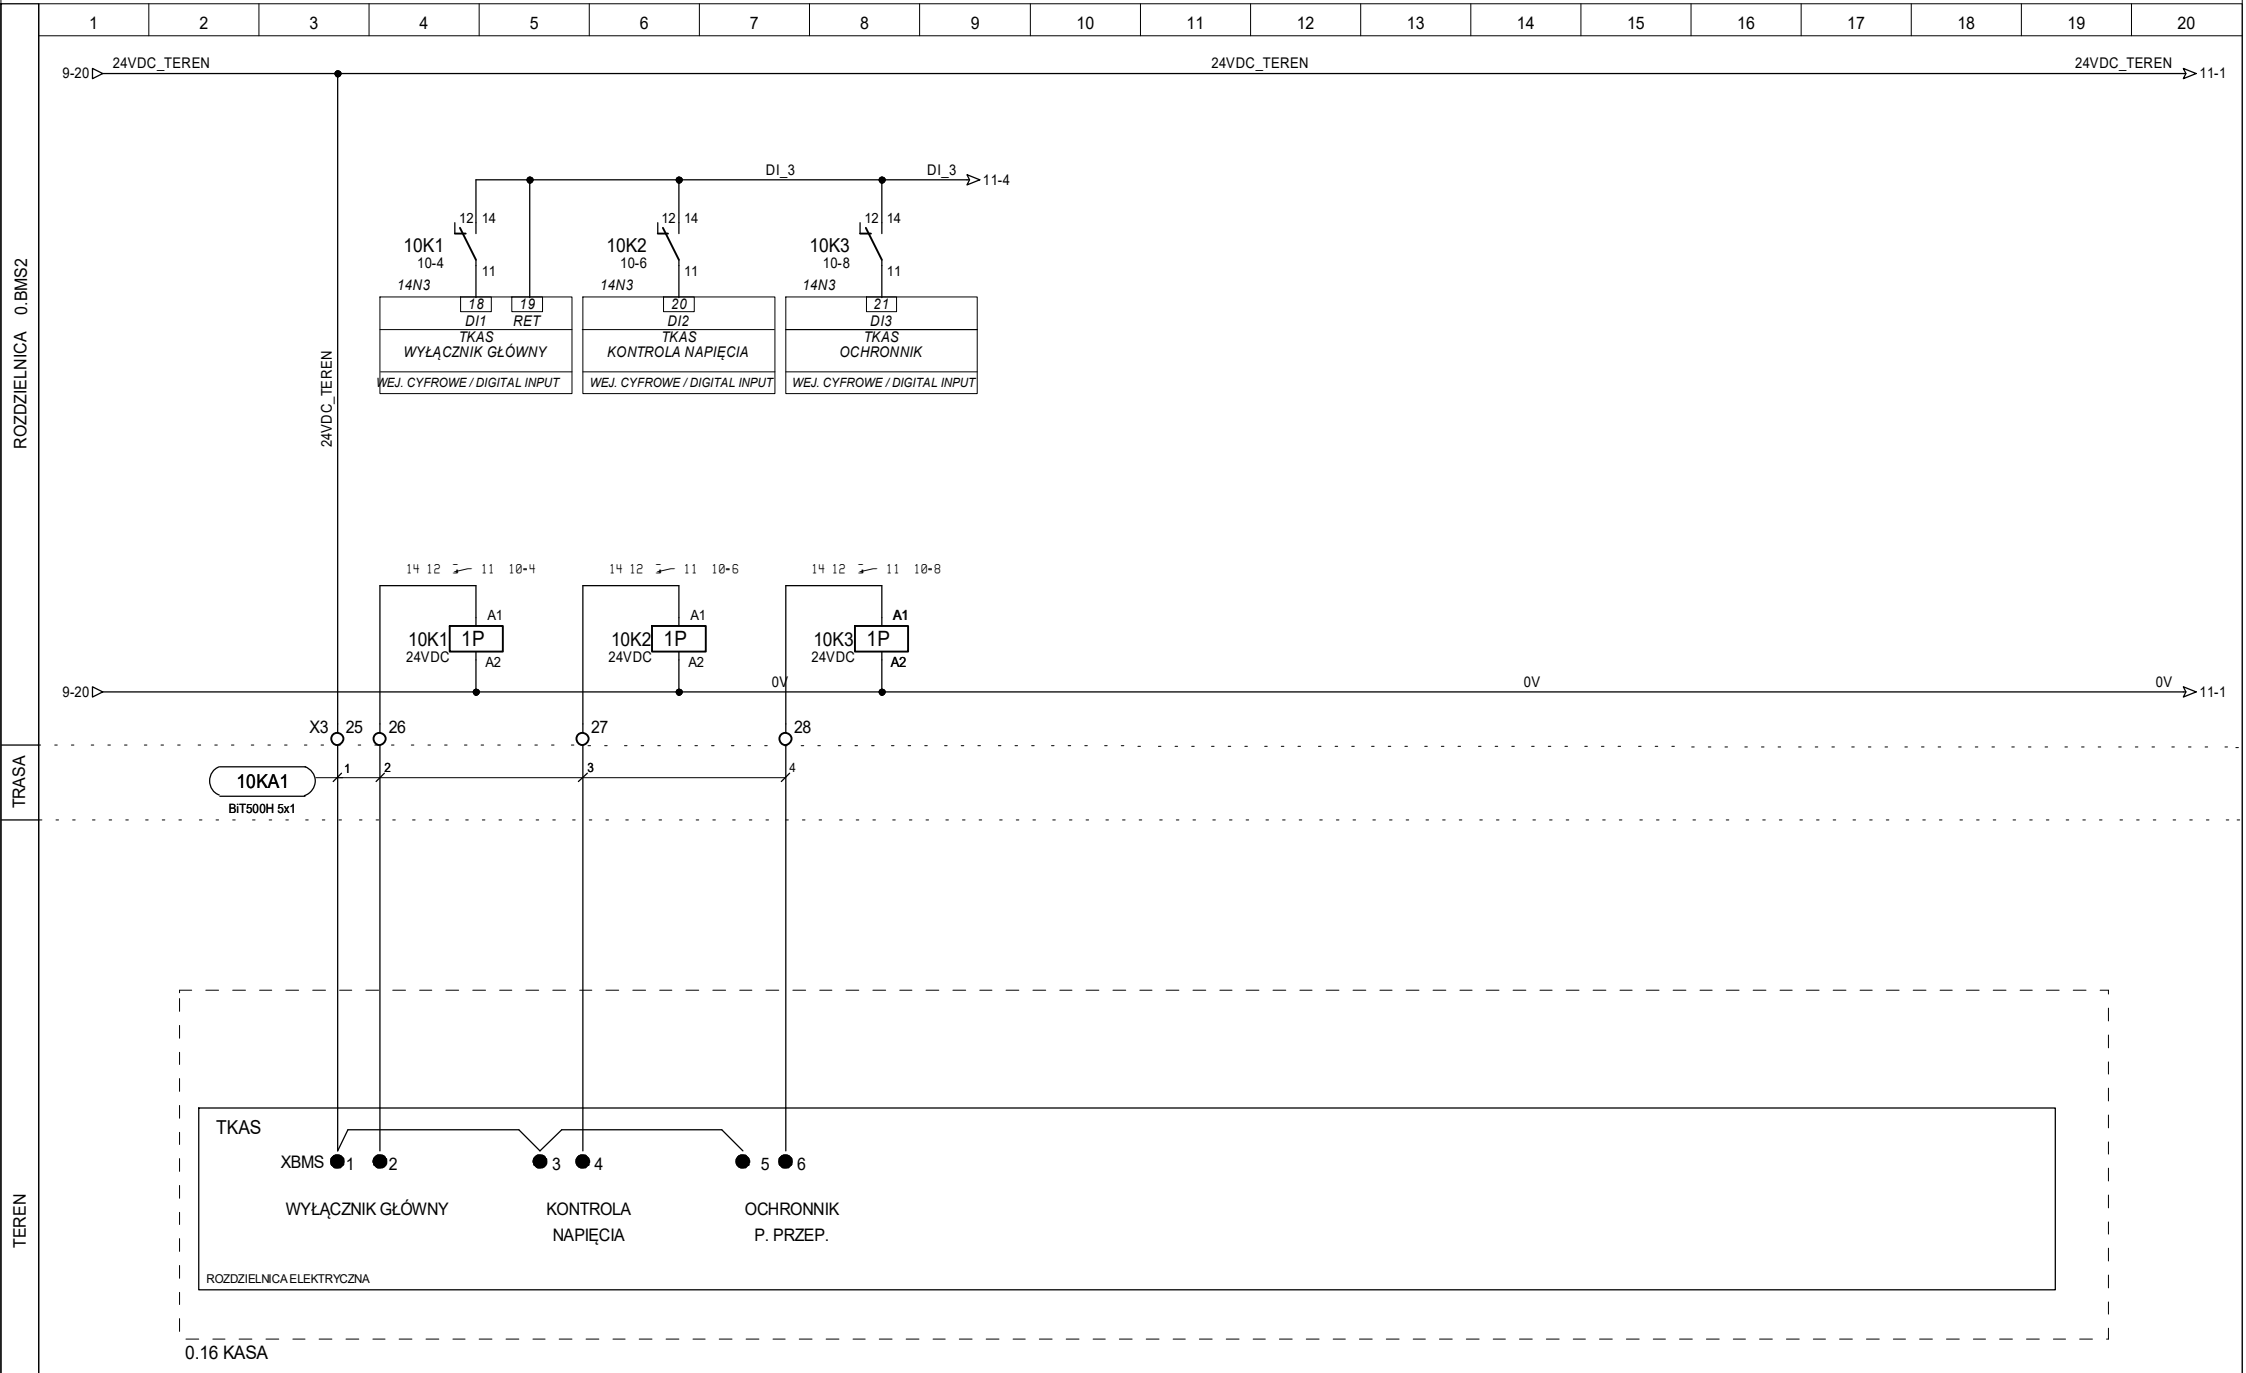 1 2 3 4 5 6 7 8 9 10 11 12 13 14 15 16 17 18 19 20
9-20 24VDC_TEREN 24VDC_TEREN 24VDC_TEREN 11-1
DI_3 DI_3 11-4
12 14 12 14 12 14
10K1 10K2 10K3
10-4 10-6 10-8
11 11 11
14N3 14N3 14N3
18 19 20 21
DI1 RET DI2 DI3
TKAS TKAS TKAS
WYŁĄCZNIK GŁÓWNY KONTROLA NAPIĘCIA OCHRONNIK
WEJ. CYFROWE / DIGITAL INPUT WEJ. CYFROWE / DIGITAL INPUT WEJ. CYFROWE / DIGITAL INPUT
ROZDZIELNICA 0.BMS2
24VDC_TEREN
14 12 11 10-4 14 12 11 10-6 14 12 11 10-8
A1 A1 A1
10K1 1P 10K2 1P 10K3 1P
24VDC A2 24VDC A2 24VDC A2
9-20 0V 0V 0V 11-1
X3 25 26 27 28
TRASA
1 2 3 4
10KA1
BiT500H 5x1
TEREN
TKAS
XBMS 1 2 3 4 5 6
WYŁĄCZNIK GŁÓWNY KONTROLA OCHRONNIK
NAPIĘCIA P. PRZEP.
ROZDZIELNICA ELEKTRYCZNA
0.16 KASA